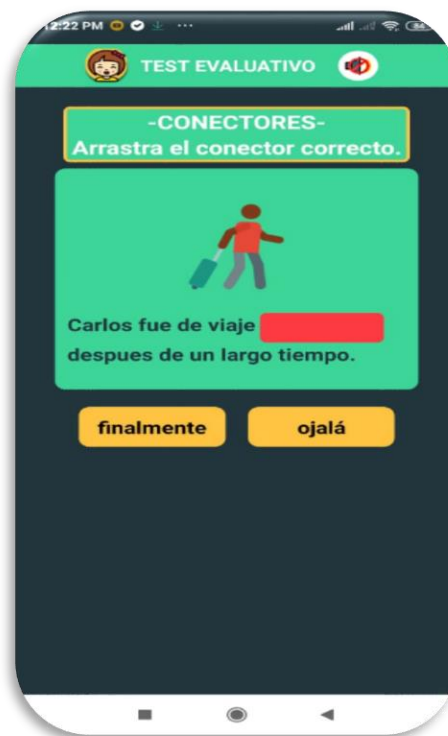 2:22 PM ...
TEST EVALUATIVO
-CONECTORES-
Arrastra el conector correcto.
Carlos fue de viaje
despues de un largo tiempo.
finalmente ojalá